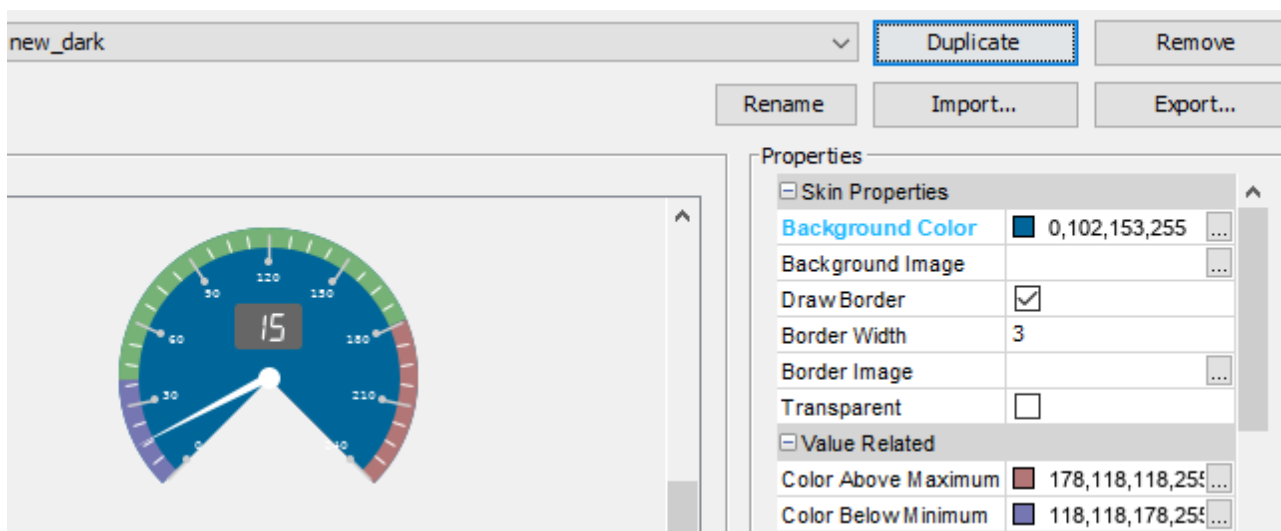 new_dark
Duplicate
Remove
Rename
Import...
Export...
Properties
Skin Properties
Background Color 0,102,153,255 ...
Background Image ...
Draw Border
Border Width 3
Border Image ...
Transparent
Value Related
Color Above Maximum 178,118,118,255 ...
Color Below Minimum 118,118,178,255 ...
120
90 150
15
60 180
30 210
0 240